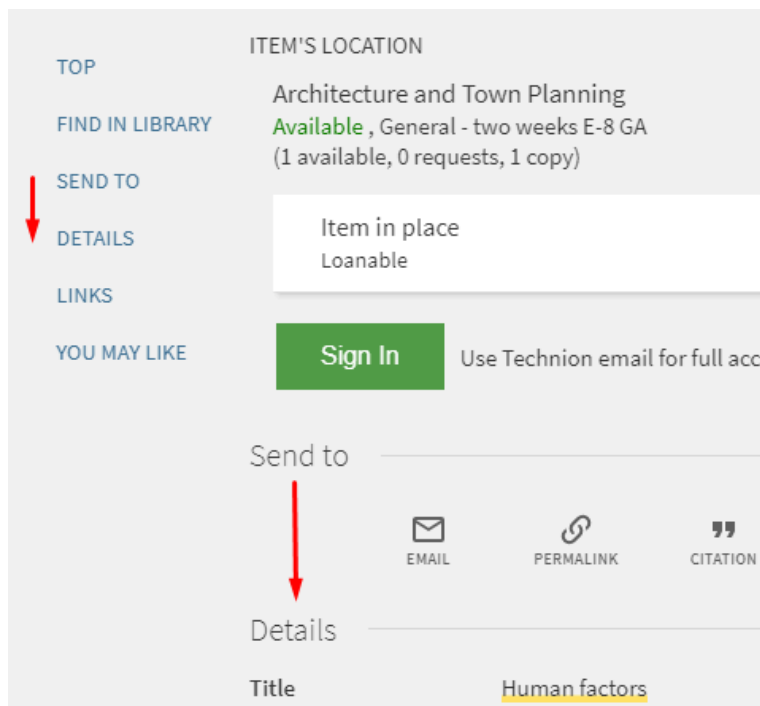 TOP
FIND IN LIBRARY
SEND TO
DETAILS
LINKS
YOU MAY LIKE
ITEM'S LOCATION
Architecture and Town Planning
Available , General - two weeks E-8 GA
(1 available, 0 requests, 1 copy)
Item in place
Loanable
Sign In
Use Technion email for full acc
Send to
EMAIL
PERMALINK
CITATION
Details
Title
Human factors